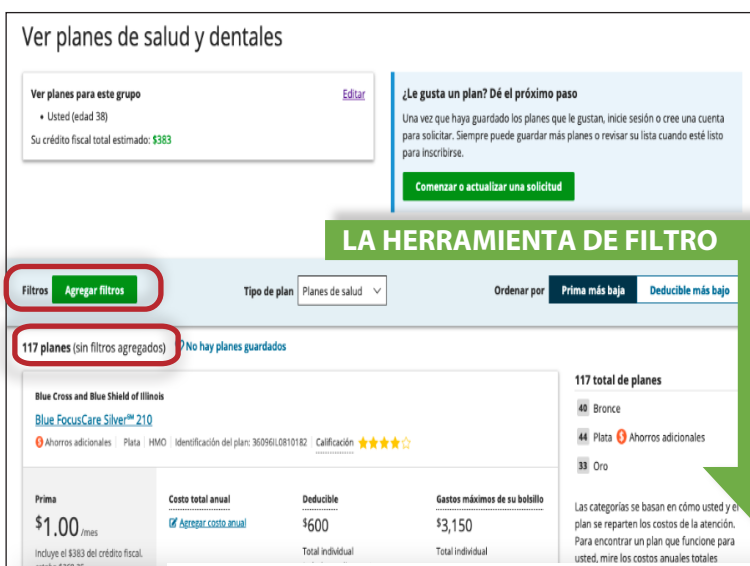 Ver planes de salud y dentales
Ver planes para este grupo
Editar
• Usted (edad 38)
Su crédito fiscal total estimado: $383
¿Le gusta un plan? Dé el próximo paso
Una vez que haya guardado los planes que le gustan, inicie sesión o cree una cuenta
para solicitar. Siempre puede guardar más planes o revisar su lista cuando esté listo
para inscribirse.
Comenzar o actualizar una solicitud
LA HERRAMIENTA DE FILTRO
Filtros Agregar filtros
Tipo de plan Planes de salud
Ordenar por Prima más baja Deducible más bajo
117 planes (sin filtros agregados) No hay planes guardados
Blue Cross and Blue Shield of Illinois
Blue FocusCare Silver℠ 210
Ahorros adicionales Plata HMO Identificación del plan: 36096IL0810182 Calificación
Prima
$1.00 /mes
Incluye el $383 del crédito fiscal.
Costo total anual
Agregar costo anual
Deducible
$600
Total individual
Gastos máximos de su bolsillo
$3,150
Total individual
117 total de planes
40 Bronce
44 Plata Ahorros adicionales
33 Oro
Las categorías se basan en cómo usted y el
plan se reparten los costos de la atención.
Para encontrar un plan que funcione para
usted, mire los costos anuales totales